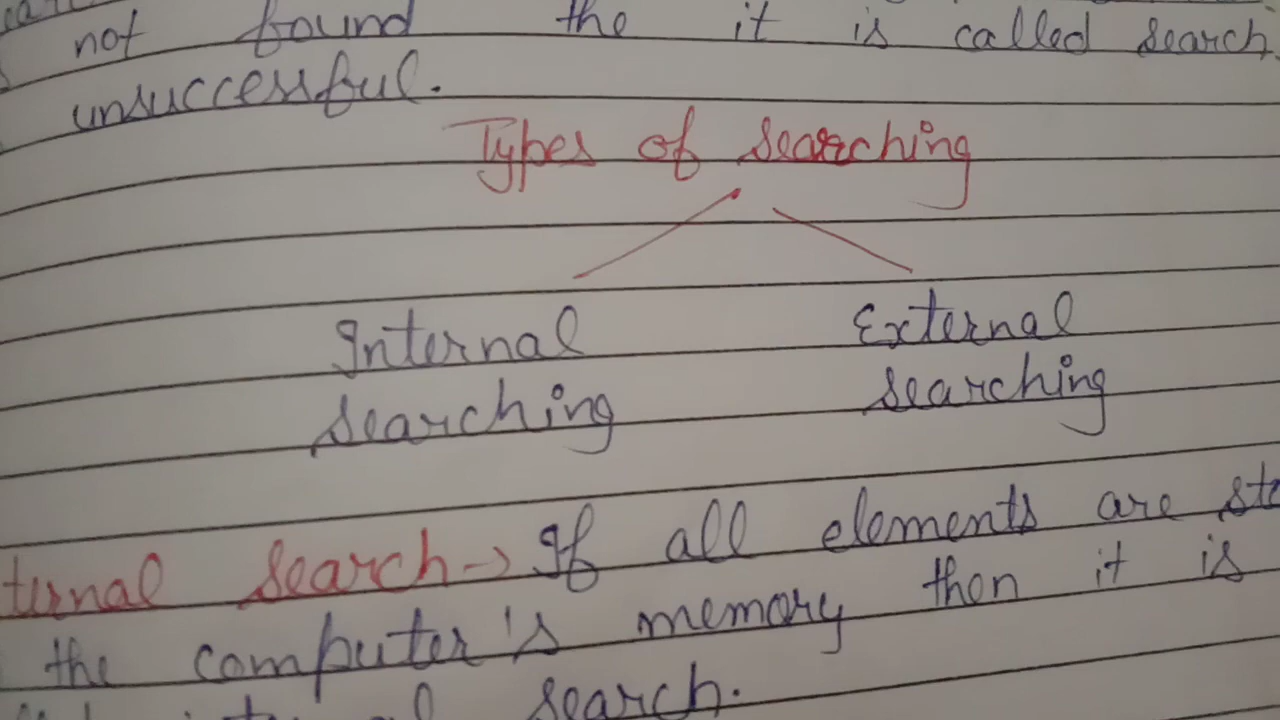 not found the it is called search
unsuccessful.
Types of searching
Internal External
searching searching
ternal search -> If all elements are sto
the computer's memory then it is
search.